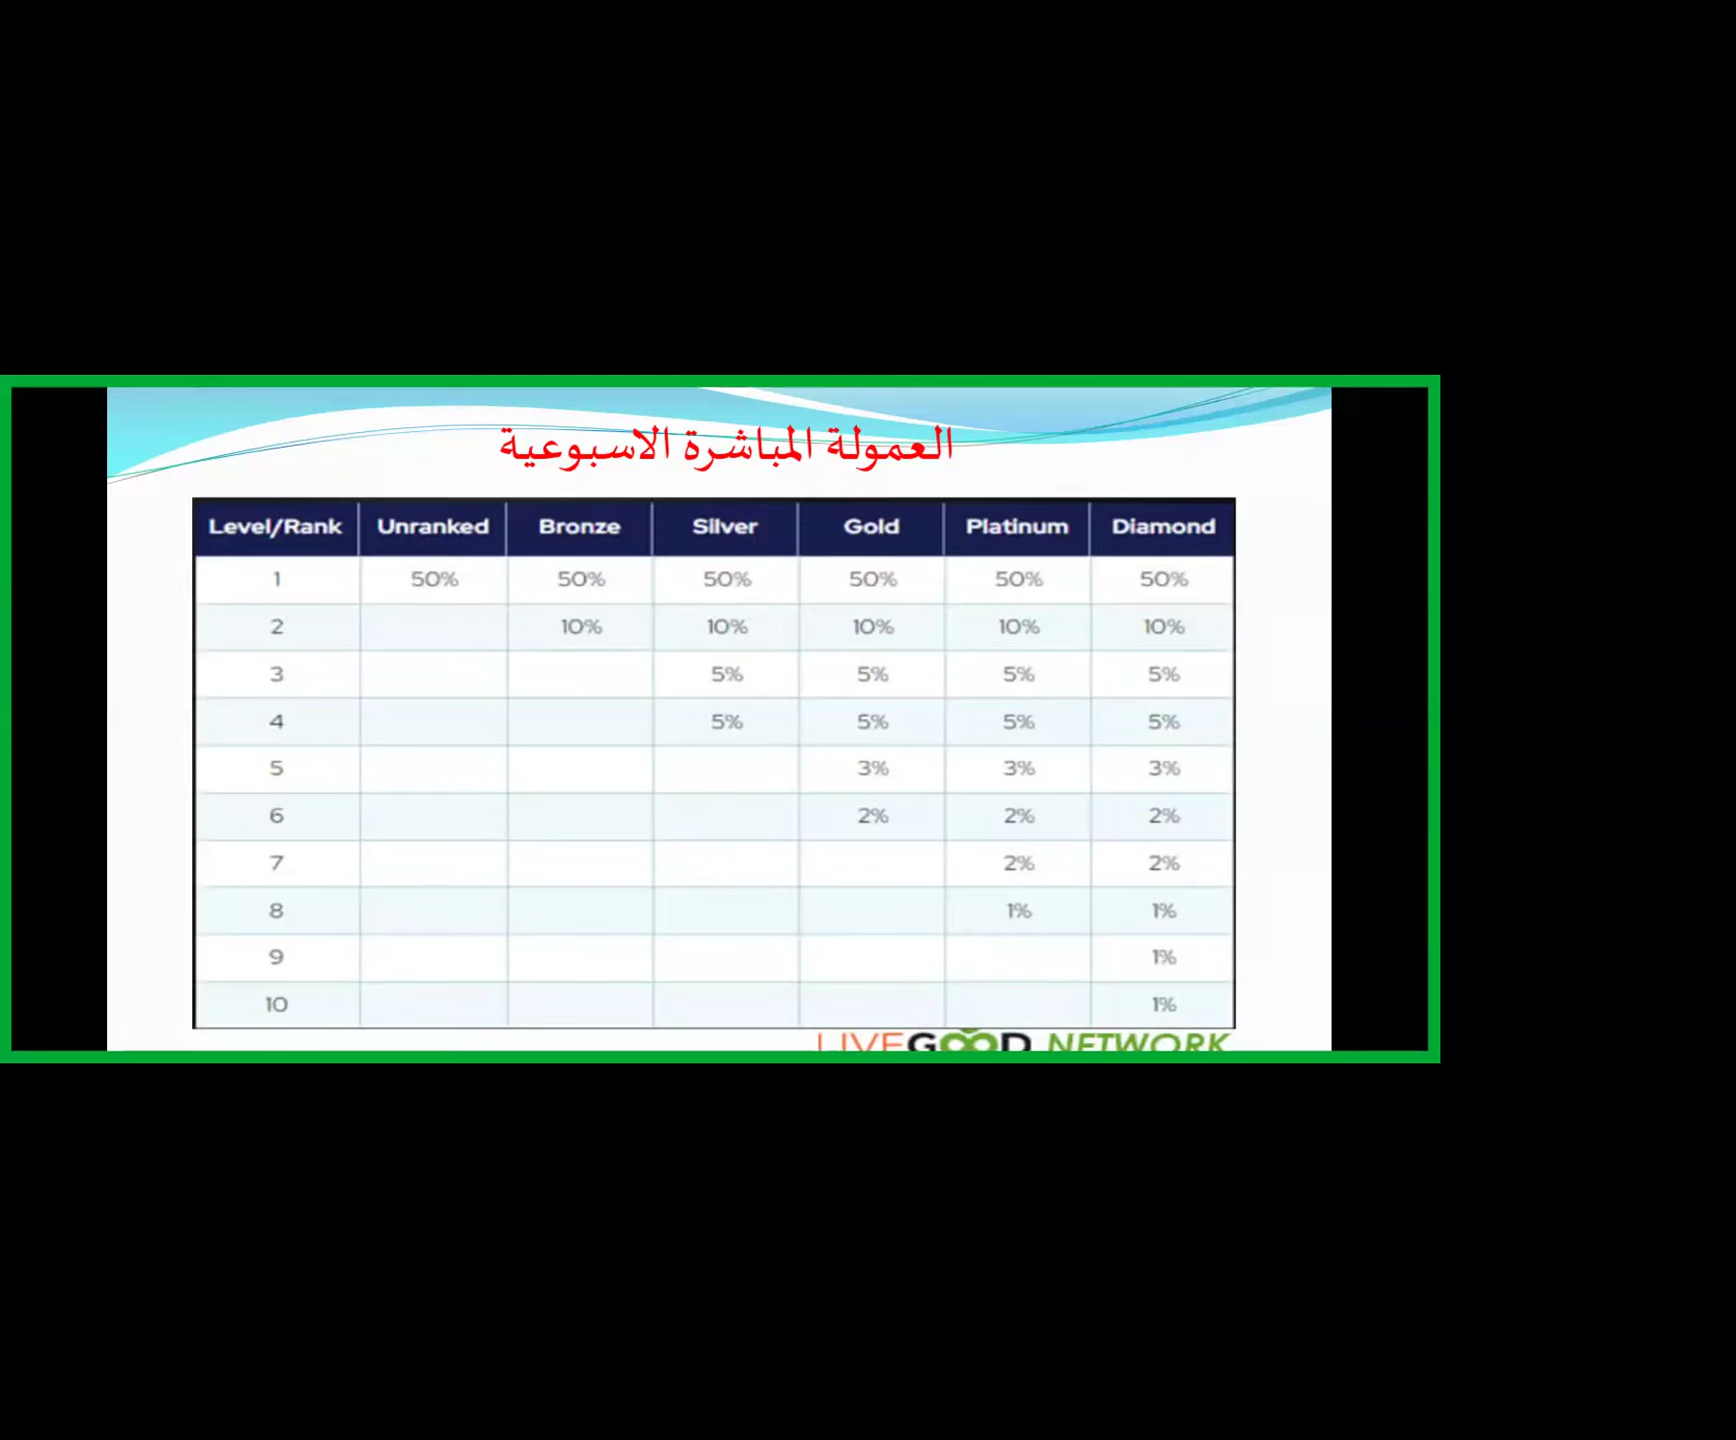 العمولة المباشرة الاسبوعية
Level/Rank Unranked Bronze Silver Gold Platinum Diamond
1 50% 50% 50% 50% 50% 50%
2 10% 10% 10% 10% 10%
3 5% 5% 5% 5%
4 5% 5% 5% 5%
5 3% 3% 3%
6 2% 2% 2%
7 2% 2%
8 1% 1%
9 1%
10 1%
LIVEGOOD NETWORK